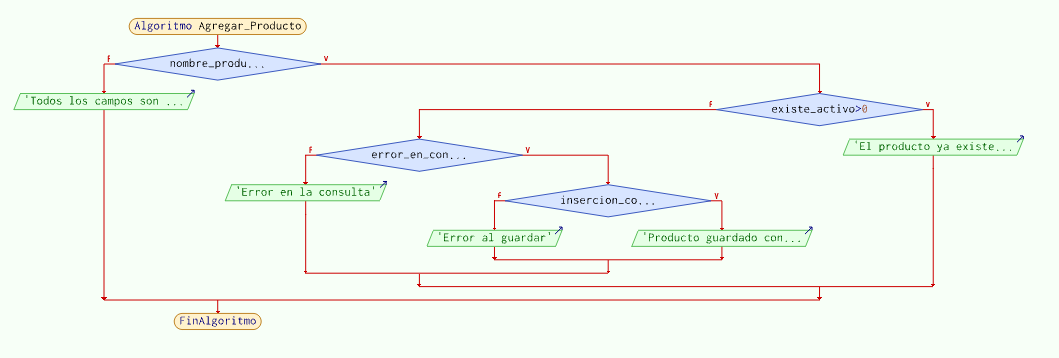 Algoritmo Agregar_Producto
F
nombre_produ...
V
'Todos los campos son ...'
F
existe_activo>0
V
F
error_en_con...
V
'El producto ya existe...'
'Error en la consulta'
F
insercion_co...
V
'Error al guardar'
'Producto guardado con...'
FinAlgoritmo